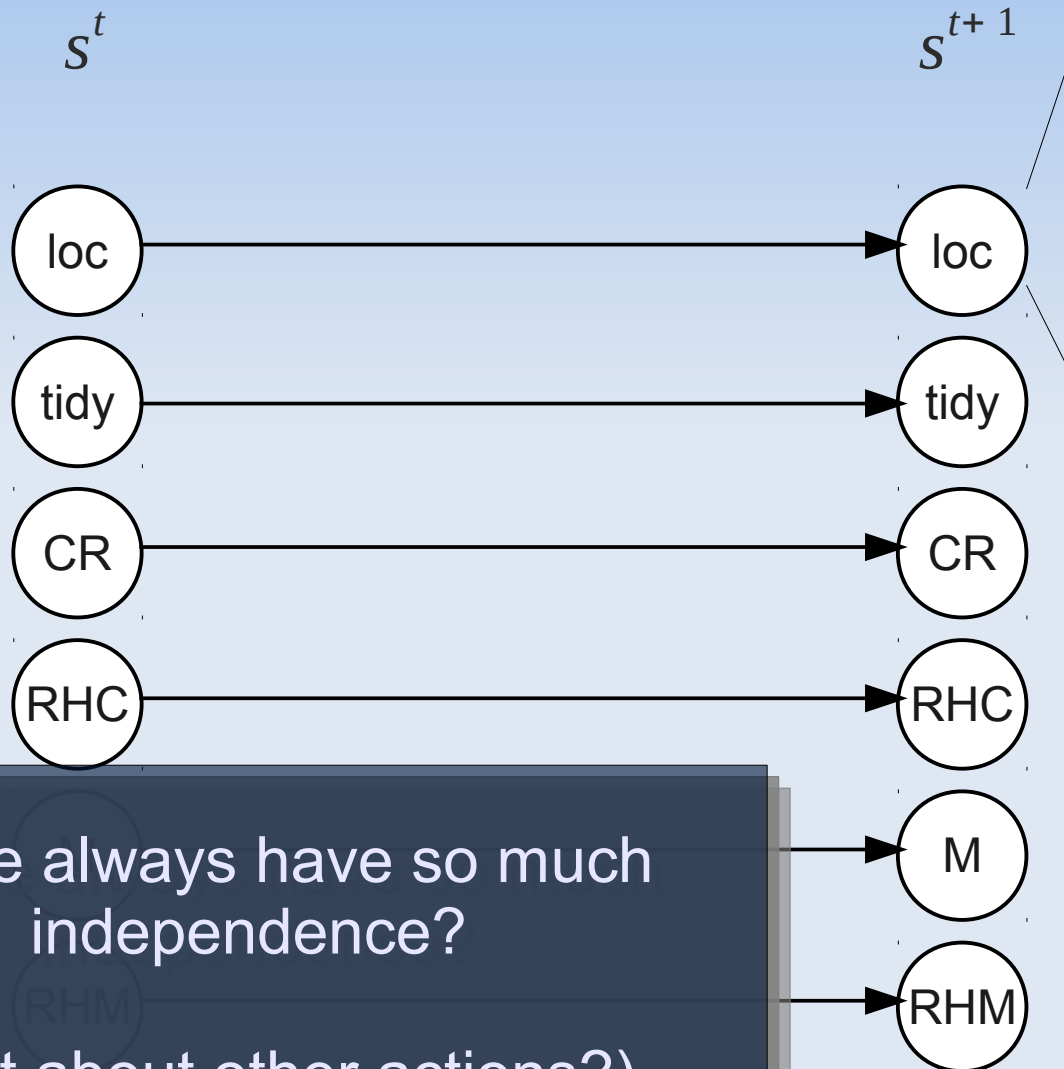 s^t s^{t+1}
loc loc
tidy tidy
CR CR
RHC RHC
M
e always have so much
independence?
RHM RHM
t about other actions?)